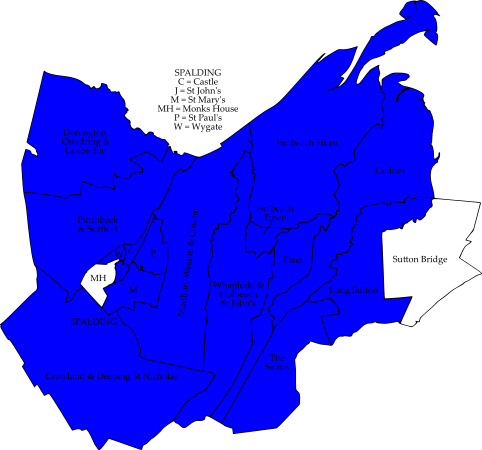 SPALDING
C = Castle
J = St John's
M = St Mary's
MH = Monks House
P = St Paul's
W = Wygate
Donington,
Quadring &
Gosberton
Holbeach Hurn
Gedney
Pinchbeck
& Surfleet
Holbeach
Town
Moulton, Weston & Cowbit
P
Sutton Bridge
Fleet
MH
M
Whaplode &
Holbeach
St John's
Long Sutton
SPALDING
The
Saints
Crowland & Deeping St Nicholas